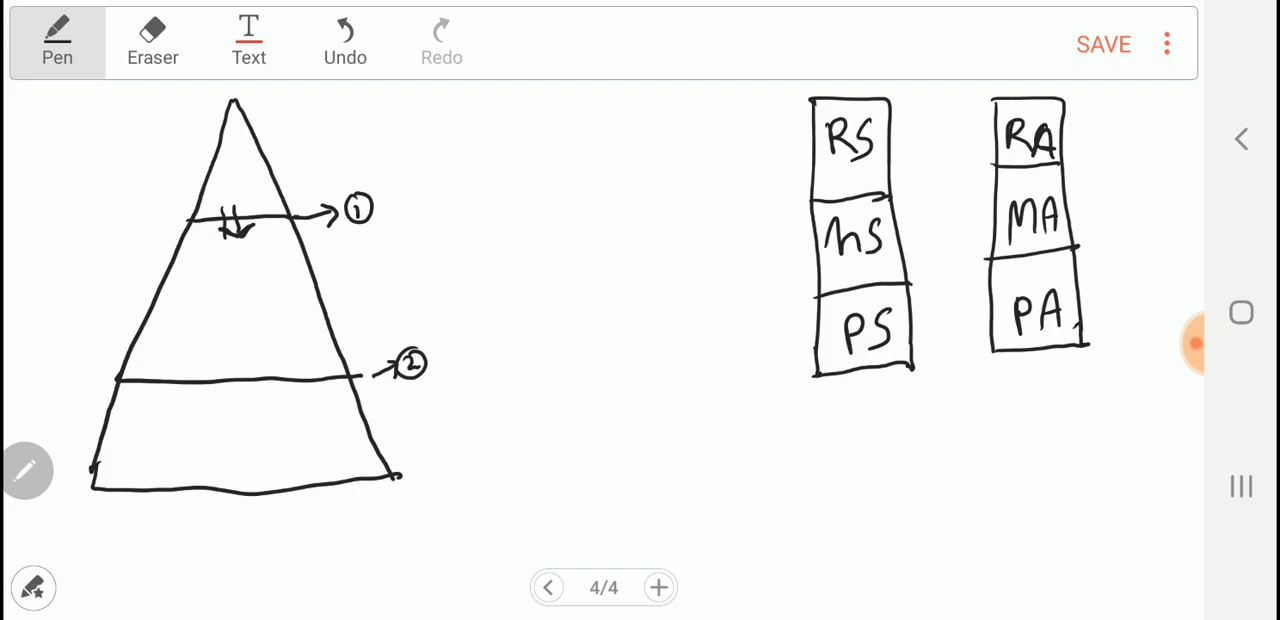 Pen
Eraser
T
Text
Undo
Redo
SAVE
1
2
RS
MS
PS
RA
MA
PA
4/4